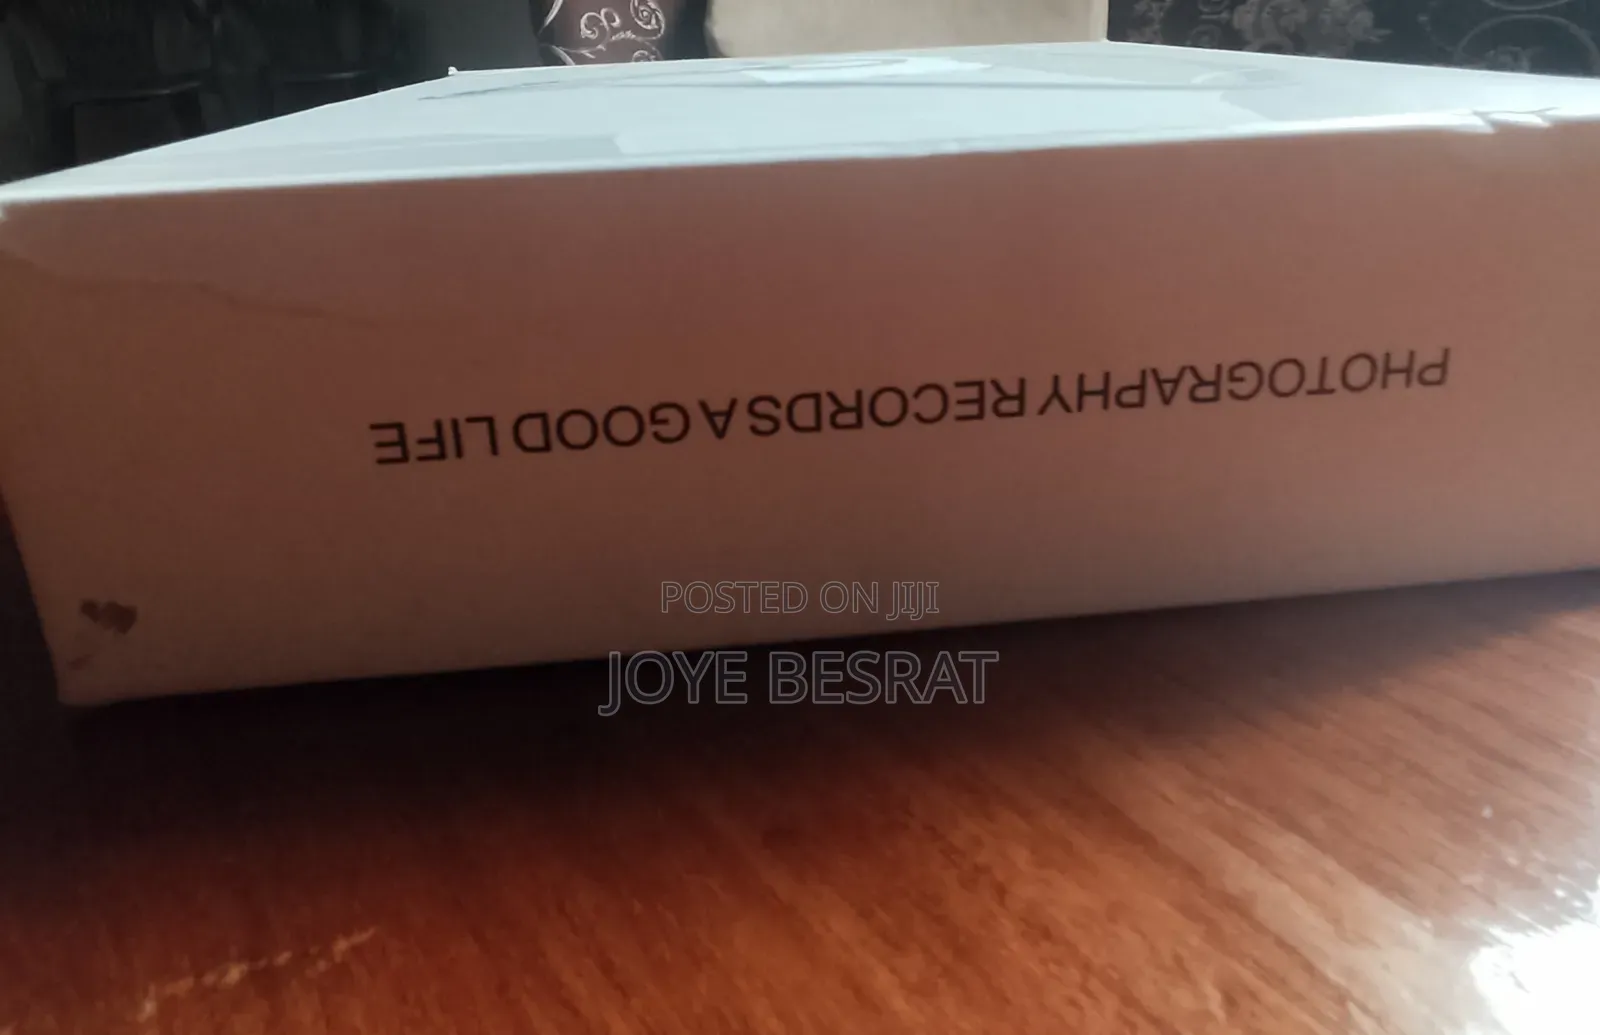 PHOTOGRAPHY RECORDS A GOOD LIFE
POSTED ON JIJI
JOYE BESRAT